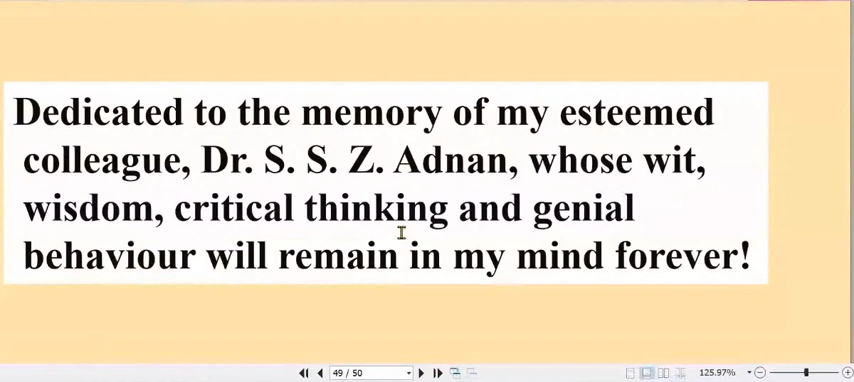 Dedicated to the memory of my esteemed
colleague, Dr. S. S. Z. Adnan, whose wit,
wisdom, critical thinking and genial
behaviour will remain in my mind forever!
49 / 50
125.97%